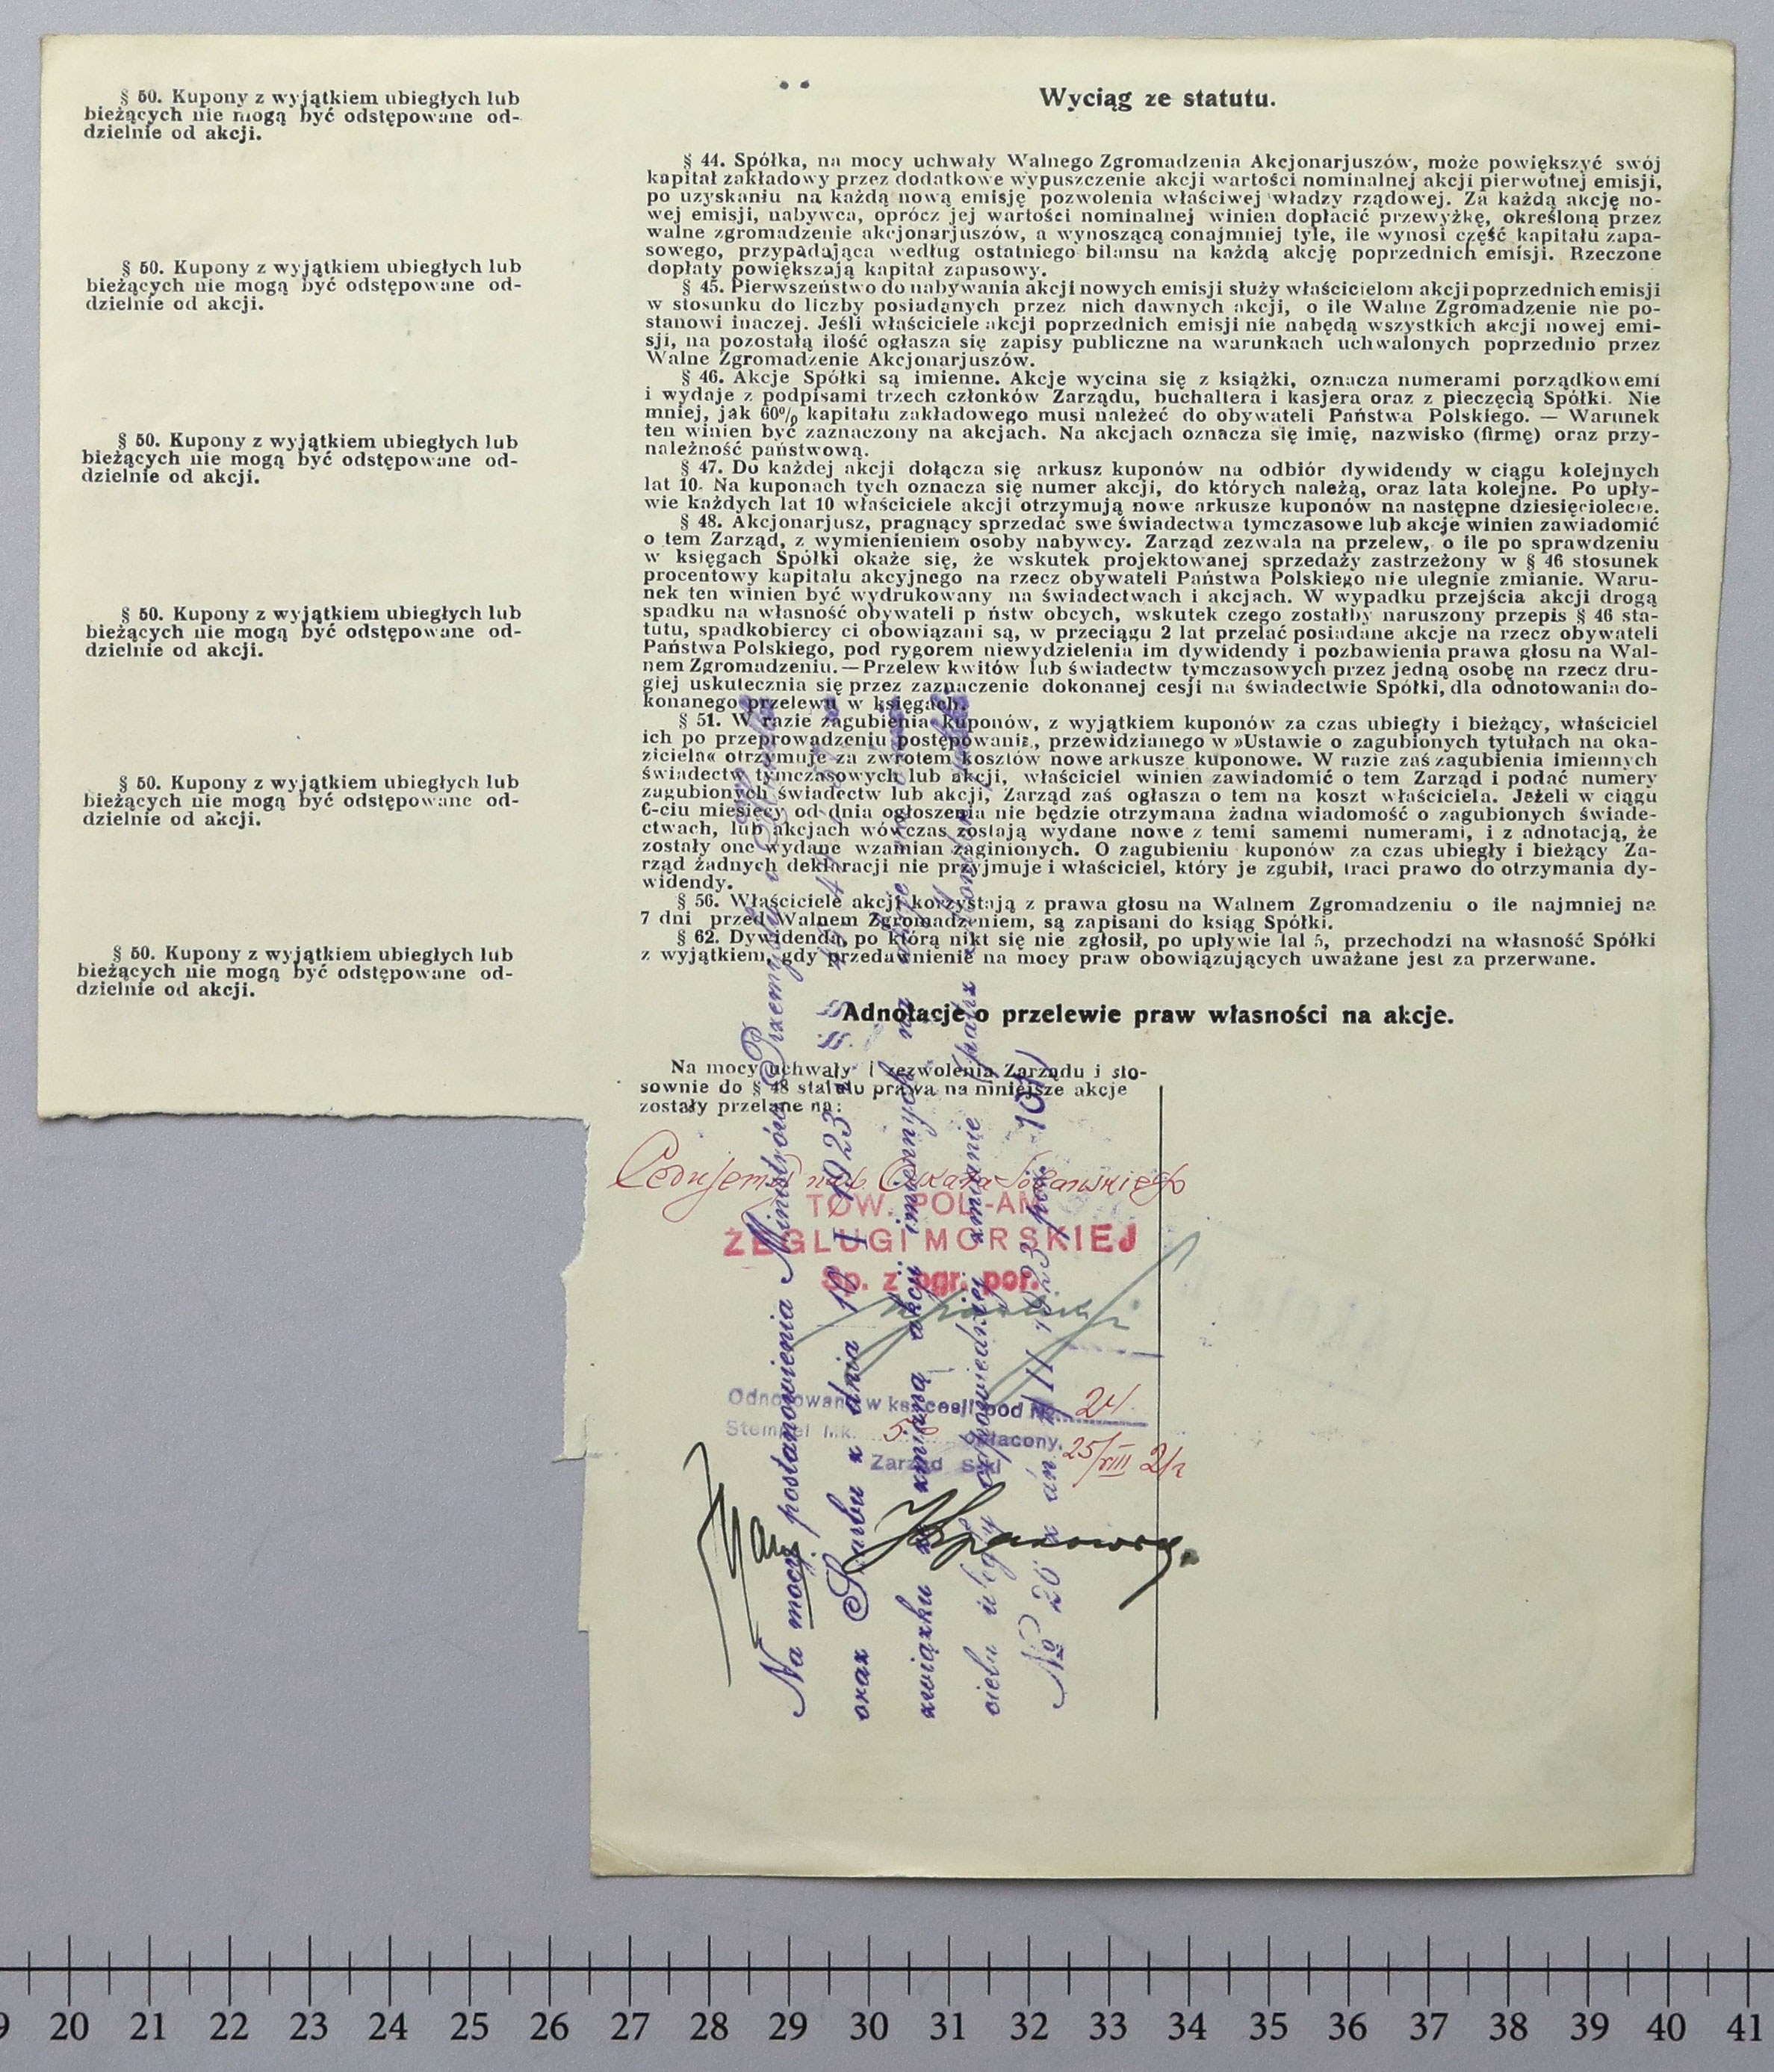 § 50. Kupony z wyjątkiem ubiegłych lub
bieżących nie mogą być odstępowane od-
dzielnie od akcji.
§ 50. Kupony z wyjątkiem ubiegłych lub
bieżących nie mogą być odstępowane od-
dzielnie od akcji.
§ 50. Kupony z wyjątkiem ubiegłych lub
bieżących nie mogą być odstępowane od-
dzielnie od akcji.
§ 50. Kupony z wyjątkiem ubiegłych lub
bieżących nie mogą być odstępowane od-
dzielnie od akcji.
§ 50. Kupony z wyjątkiem ubiegłych lub
bieżących nie mogą być odstępowane od-
dzielnie od akcji.
§ 50. Kupony z wyjątkiem ubiegłych lub
bieżących nie mogą być odstępowane od-
dzielnie od akcji.
Wyciąg ze statutu.
§ 44. Spółka, na mocy uchwały Walnego Zgromadzenia Akcjonarjuszów, może powiększyć swój
kapitał zakładowy przez dodatkowe wypuszczenie akcji wartości nominalnej akcji pierwotnej emisji,
po uzyskaniu na każdą nową emisję pozwolenia właściwej władzy rządowej. Za każdą akcję no-
wej emisji, nabywca, oprócz jej wartości nominalnej winien dopłacić przewyżkę, określoną przez
walne zgromadzenie akcjonarjuszów, a wynoszącą conajmniej tyle, ile wynosi część kapitału zapa-
sowego, przypadająca według ostatniego bilansu na każdą akcję poprzednich emisji. Rzeczone
dopłaty powiększają kapitał zapasowy.
§ 45. Pierwszeństwo do nabywania akcji nowych emisji służy właścicielom akcji poprzednich emisji
w stosunku do liczby posiadanych przez nich dawnych akcji, o ile Walne Zgromadzenie nie po-
stanowi inaczej. Jeśli właściciele akcji poprzednich emisji nie nabędą wszystkich akcji nowej emi-
sji, na pozostałą ilość ogłasza się zapisy publiczne na warunkach uchwalonych poprzednio przez
Walne Zgromadzenie Akcjonarjuszów.
§ 46. Akcje Spółki są imienne. Akcje wycina się z książki, oznacza numerami porządkowemi
i wydaje z podpisami trzech członków Zarządu, buchaltera i kasjera oraz z pieczęcią Spółki. Nie
mniej, jak 60% kapitału zakładowego musi należeć do obywateli Państwa Polskiego. — Warunek
ten winien być zaznaczony na akcjach. Na akcjach oznacza się imię, nazwisko (firmę) oraz przy-
należność państwową.
§ 47. Do każdej akcji dołącza się arkusz kuponów na odbiór dywidendy w ciągu kolejnych
lat 10. Na kuponach tych oznacza się numer akcji, do których należą, oraz lata kolejne. Po upły-
wie każdych lat 10 właściciele akcji otrzymują nowe arkusze kuponów na następne dziesięciolecie.
§ 48. Akcjonarjusz, pragnący sprzedać swe świadectwa tymczasowe lub akcje winien zawiadomić
o tem Zarząd, z wymienieniem osoby nabywcy. Zarząd zezwala na przelew, o ile po sprawdzeniu
w księgach Spółki okaże się, że wskutek projektowanej sprzedaży zastrzeżony w § 46 stosunek
procentowy kapitału akcyjnego na rzecz obywateli Państwa Polskiego nie ulegnie zmianie. Waru-
nek ten winien być wydrukowany na świadectwach i akcjach. W wypadku przejścia akcji drogą
spadku na własność obywateli p ństw obcych, wskutek czego zostałby naruszony przepis § 46 sta-
tutu, spadkobiercy ci obowiązani są, w przeciągu 2 lat przelać posiadane akcje na rzecz obywateli
Państwa Polskiego, pod rygorem niewydzielenia im dywidendy i pozbawienia prawa głosu na Wal-
nem Zgromadzeniu. — Przelew kwitów lub świadectw tymczasowych przez jedną osobę na rzecz dru-
giej uskutecznia się przez zaznaczenie dokonanej cesji na świadectwie Spółki, dla odnotowania do-
konanego przelewu w księgach.
§ 51. W razie zagubienia kuponów, z wyjątkiem kuponów za czas ubiegły i bieżący, właściciel
ich po przeprowadzeniu postępowania, przewidzianego w »Ustawie o zagubionych tytułach na oka-
ziciela« otrzymuje za zwrotem kosztów nowe arkusze kuponowe. W razie zaś zagubienia imiennych
świadectw tymczasowych lub akcji, właściciel winien zawiadomić o tem Zarząd i podać numery
zagubionych świadectw lub akcji, Zarząd zaś ogłasza o tem na koszt właściciela. Jeżeli w ciągu
6-ciu miesięcy od dnia ogłoszenia nie będzie otrzymana żadna wiadomość o zagubionych świade-
ctwach, lub akcjach wówczas zostają wydane nowe z temi samemi numerami, i z adnotacją, że
zostały one wydane wzamian zaginionych. O zagubieniu kuponów za czas ubiegły i bieżący Za-
rząd żadnych deklaracji nie przyjmuje i właściciel, który je zgubił, traci prawo do otrzymania dy-
widendy.
§ 56. Właściciele akcji korzystają z prawa głosu na Walnem Zgromadzeniu o ile najmniej na
7 dni przed Walnem Zgromadzeniem, są zapisani do ksiąg Spółki.
§ 62. Dywidenda, po którą nikt się nie zgłosił, po upływie lat 5, przechodzi na własność Spółki
z wyjątkiem, gdy przedawnienie na mocy praw obowiązujących uważane jest za przerwane.
Adnotacje o przelewie praw własności na akcje.
Na mocy uchwały i zezwolenia Zarządu i sto-
sownie do § 48 statutu prawa na niniejsze akcje
zostały przelane na:
Cedujemy na
TOW. POL-AM
ŻEGLUGI MORSKIEJ
Sp. z ogr. por.
Odnotowano w ks. cesji pod No 24
Stempel Mk. opłacony. 25/VIII
Zarząd
Na mocy postanowienia Ministrów Przemysłu i
oraz Skarbu z dnia 10 I 1923 r.
związku z zmianą akcji imiennych na
uległy odpowiedniej zmianie (patrz Monitor
No 20 z dn. 1923 poz. 101)